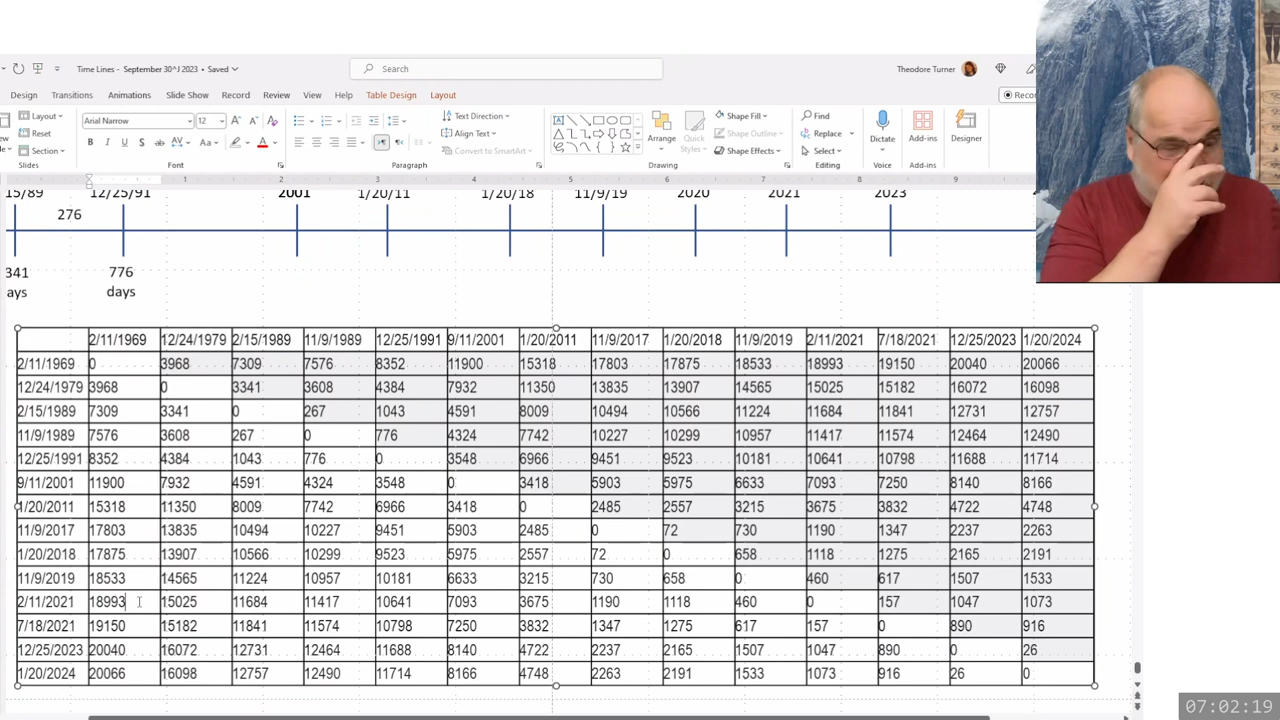 Time Lines - September 30^J 2023 • Saved
Search
Theodore Turner
Design Transitions Animations Slide Show Record Review View Help Table Design Layout
Layout Arial Narrow 12 Text Direction Shape Fill Find
Reset Align Text Shape Outline Replace
Section Convert to SmartArt Arrange Quick Styles Shape Effects Select Dictate Add-ins Designer
Slides Font Paragraph Drawing Editing Voice Add-ins
1 2 3 4 5 6 7 8 9
15/89 12/25/91 2001 1/20/11 1/20/18 11/9/19 2020 2021 2023
276
341 776
ays days
2/11/1969 12/24/1979 2/15/1989 11/9/1989 12/25/1991 9/11/2001 1/20/2011 11/9/2017 1/20/2018 11/9/2019 2/11/2021 7/18/2021 12/25/2023 1/20/2024
2/11/1969 0 3968 7309 7576 8352 11900 15318 17803 17875 18533 18993 19150 20040 20066
12/24/1979 3968 0 3341 3608 4384 7932 11350 13835 13907 14565 15025 15182 16072 16098
2/15/1989 7309 3341 0 267 1043 4591 8009 10494 10566 11224 11684 11841 12731 12757
11/9/1989 7576 3608 267 0 776 4324 7742 10227 10299 10957 11417 11574 12464 12490
12/25/1991 8352 4384 1043 776 0 3548 6966 9451 9523 10181 10641 10798 11688 11714
9/11/2001 11900 7932 4591 4324 3548 0 3418 5903 5975 6633 7093 7250 8140 8166
1/20/2011 15318 11350 8009 7742 6966 3418 0 2485 2557 3215 3675 3832 4722 4748
11/9/2017 17803 13835 10494 10227 9451 5903 2485 0 72 730 1190 1347 2237 2263
1/20/2018 17875 13907 10566 10299 9523 5975 2557 72 0 658 1118 1275 2165 2191
11/9/2019 18533 14565 11224 10957 10181 6633 3215 730 658 0 460 617 1507 1533
2/11/2021 18993 15025 11684 11417 10641 7093 3675 1190 1118 460 0 157 1047 1073
7/18/2021 19150 15182 11841 11574 10798 7250 3832 1347 1275 617 157 0 890 916
12/25/2023 20040 16072 12731 12464 11688 8140 4722 2237 2165 1507 1047 890 0 26
1/20/2024 20066 16098 12757 12490 11714 8166 4748 2263 2191 1533 1073 916 26 0
07:02:19